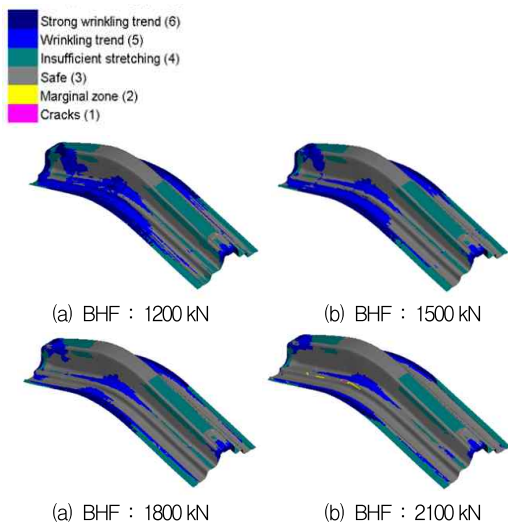 Strong wrinkling trend (6)
Wrinkling trend (5)
Insufficient stretching (4)
Safe (3)
Marginal zone (2)
Cracks (1)
(a) BHF : 1200 kN
(b) BHF : 1500 kN
(a) BHF : 1800 kN
(b) BHF : 2100 kN